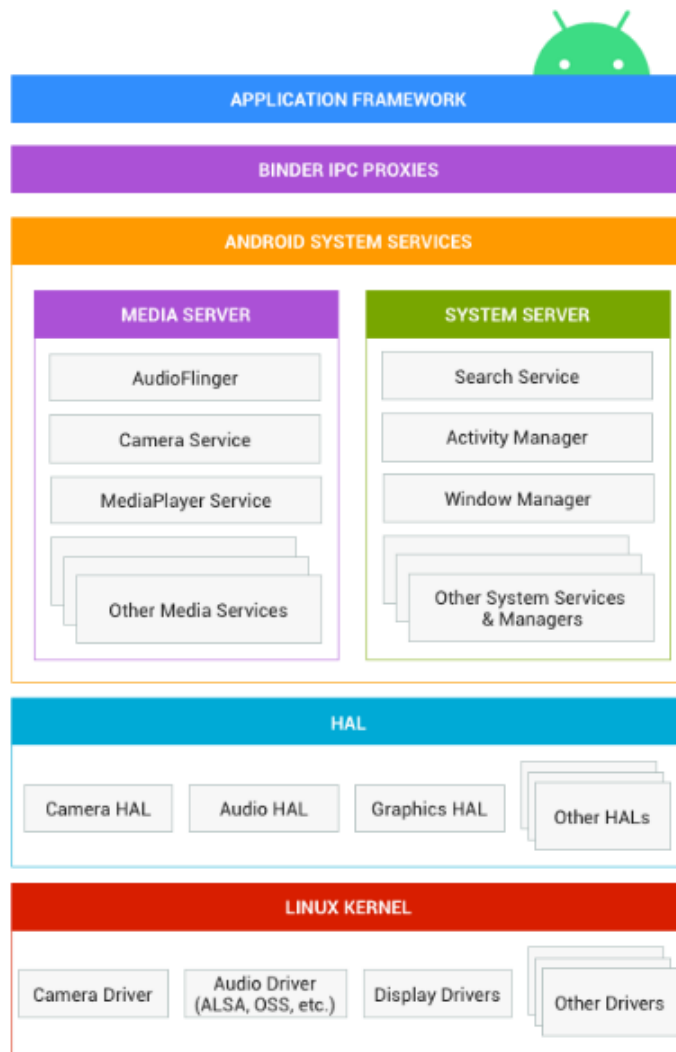 APPLICATION FRAMEWORK
BINDER IPC PROXIES
ANDROID SYSTEM SERVICES
MEDIA SERVER
AudioFlinger
Camera Service
MediaPlayer Service
Other Media Services
SYSTEM SERVER
Search Service
Activity Manager
Window Manager
Other System Services
& Managers
HAL
Camera HAL
Audio HAL
Graphics HAL
Other HALs
LINUX KERNEL
Camera Driver
Audio Driver
(ALSA, OSS, etc.)
Display Drivers
Other Drivers